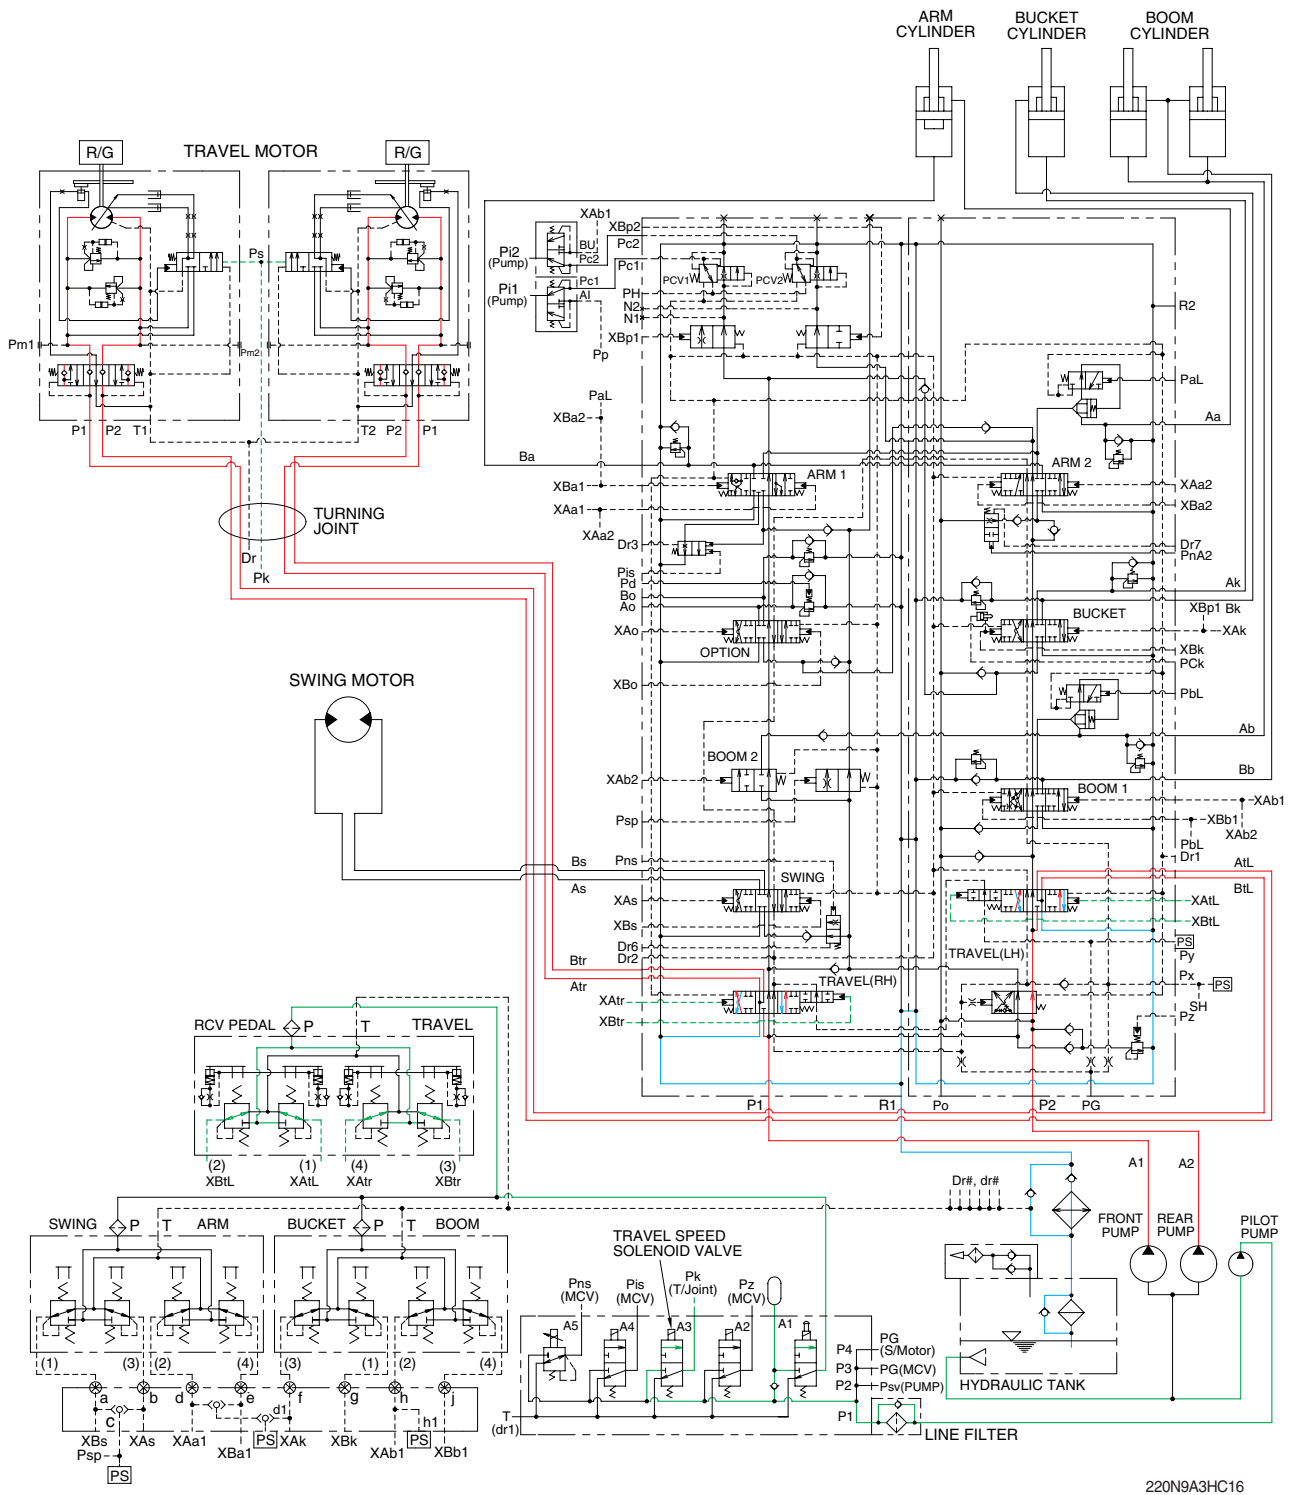 ARM
CYLINDER
BUCKET
CYLINDER
BOOM
CYLINDER
R/G
TRAVEL MOTOR
R/G
Ps
Pm1
Pm2
P1
P2
T1
T2
P2
P1
TURNING
JOINT
Dr
Pk
XAb1
Pi2
(Pump)
BU
Pc2
Pi1
(Pump)
Pc1
AI
Pp
XBp2
Pc2
Pc1
PH
N2
N1
XBp1
PCV1
PCV2
R2
PaL
XBa2
PaL
Aa
Ba
ARM 1
ARM 2
XBa1
XAa1
XAa2
XAa2
XBa2
Dr3
Dr7
PnA2
Pis
Pd
Bo
Ao
Ak
XBp1
Bk
XAo
OPTION
BUCKET
XAk
XBk
PCk
XBo
PbL
SWING MOTOR
Ab
BOOM 2
XAb2
Bb
BOOM 1
XAb1
XBb1
XAb2
PbL
Dr1
Psp
Bs
As
Pns
SWING
AtL
BtL
XAs
XBs
Dr6
Dr2
XAtL
XBtL
PS
Py
TRAVEL(LH)
Btr
Atr
TRAVEL(RH)
Px
PS
SH
Pz
XAtr
XBtr
P1
R1
Po
P2
PG
RCV PEDAL
P
T
TRAVEL
(2)
XBtL
(1)
XAtL
(4)
XAtr
(3)
XBtr
A1
A2
Dr#, dr#
FRONT
PUMP
REAR
PUMP
PILOT
PUMP
SWING
P
T
ARM
BUCKET
P
T
BOOM
(1)
(3)
(2)
(4)
(3)
(1)
(2)
(4)
a
b
d
e
f
g
h
j
c
d1
h1
XBs
XAs
XAa1
XBa1
PS
XAk
XBk
XAb1
PS
XBb1
Psp
PS
TRAVEL SPEED
SOLENOID VALVE
Pns
(MCV)
Pis
(MCV)
Pk
(T/Joint)
Pz
(MCV)
A5
A4
A3
A2
A1
P4
PG
(S/Motor)
P3
PG(MCV)
P2
Psv(PUMP)
P1
T
(dr1)
LINE FILTER
HYDRAULIC TANK
220N9A3HC16